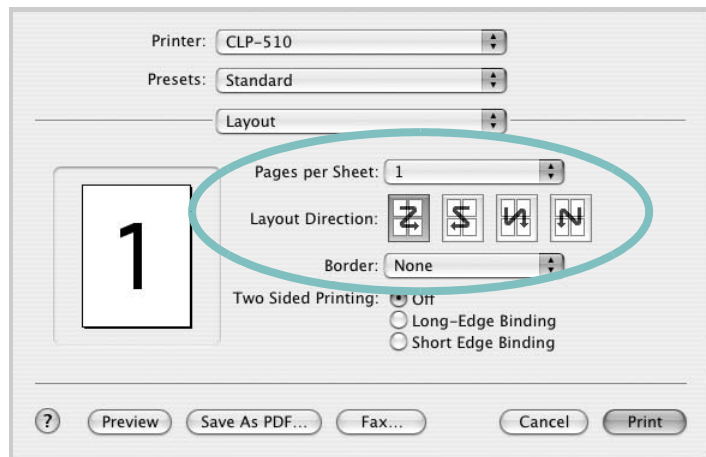 Printer: CLP-510
Presets: Standard
Layout
Pages per Sheet: 1
Layout Direction:
Border: None
Two Sided Printing: Off
Long-Edge Binding
Short Edge Binding
1
? Preview Save As PDF... Fax... Cancel Print